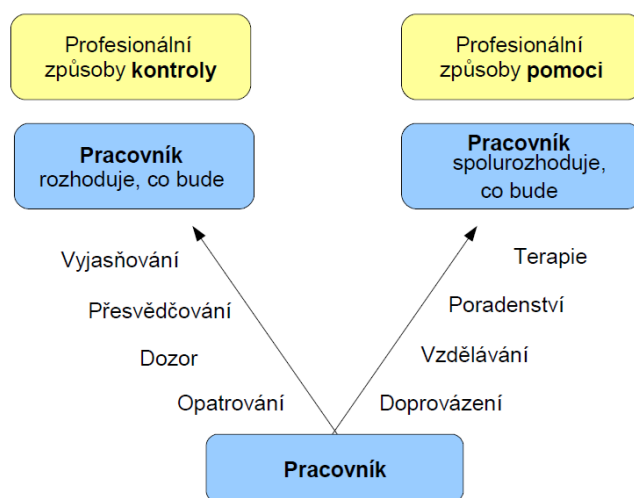 Profesionální
způsoby kontroly
Profesionální
způsoby pomoci
Pracovník
rozhoduje, co bude
Pracovník
spolurozhoduje,
co bude
Vyjasňování
Přesvědčování
Dozor
Opatrování
Terapie
Poradenství
Vzdělávání
Doprovázení
Pracovník